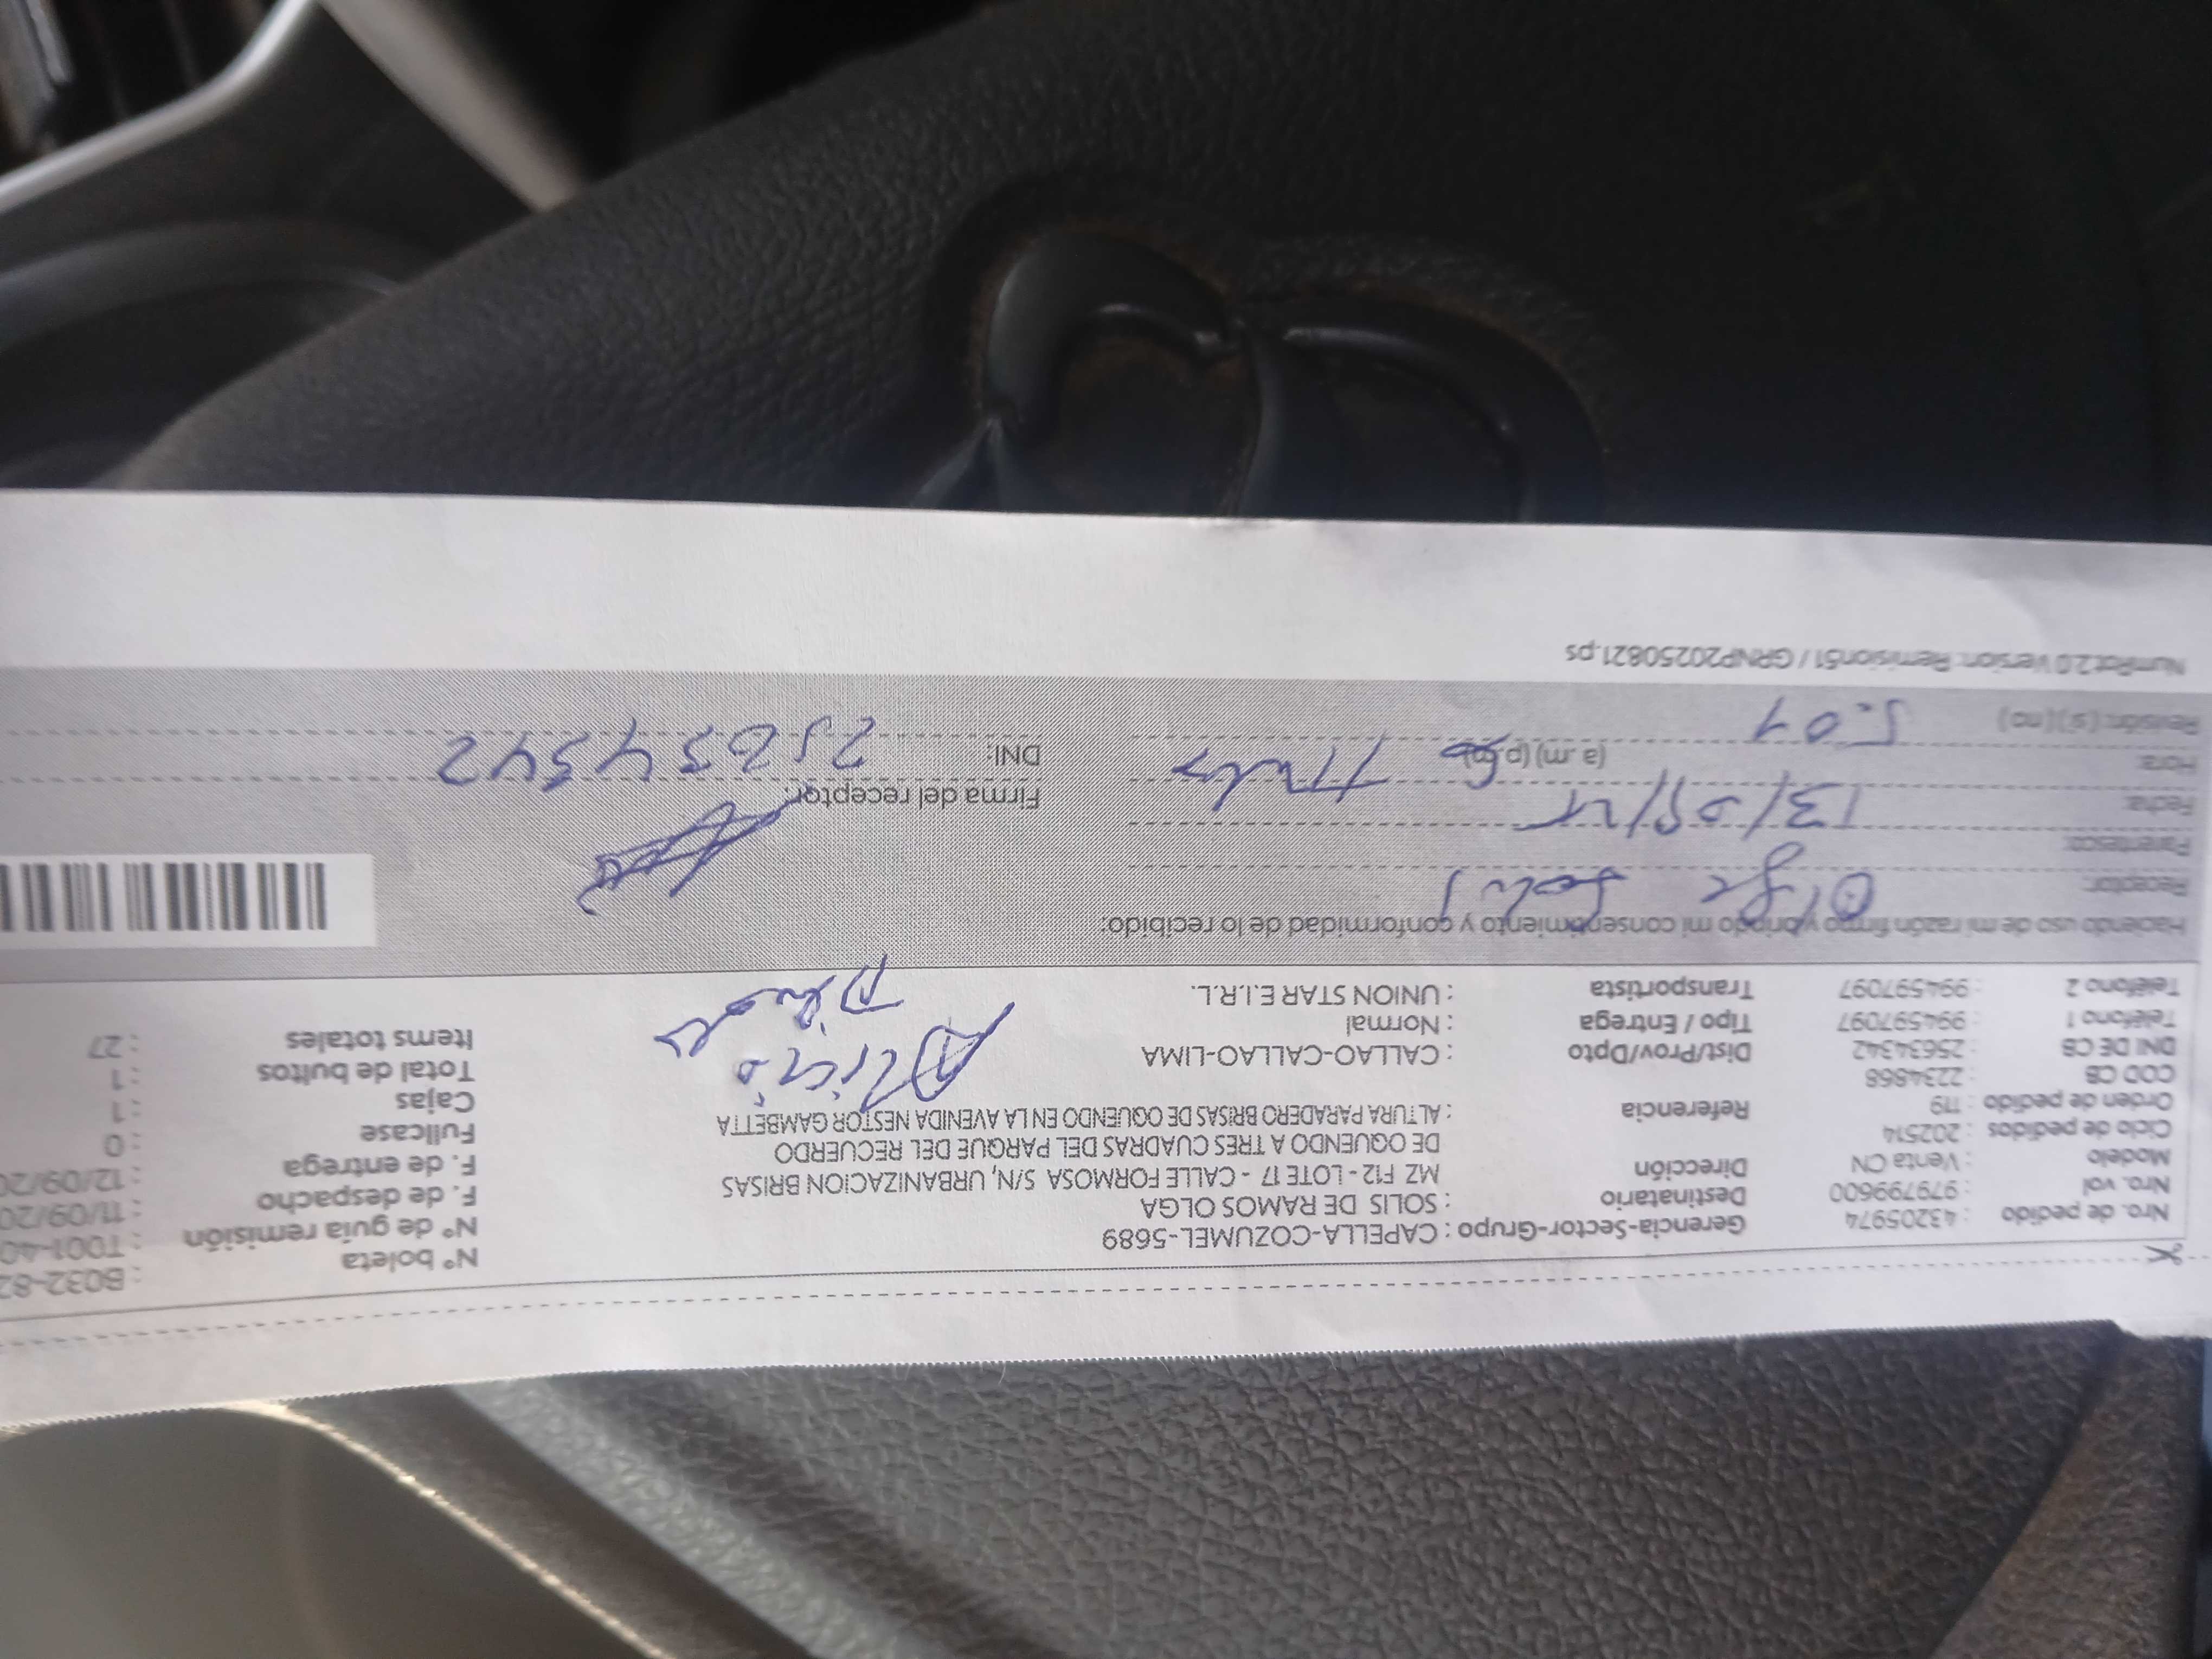 Nro. de pedido : 43205974
Nro. vol : 979799600
Modelo : Venta CN
Ciclo de pedidos : 202514
Orden de pedido : 119
COD CB : 2234868
DNI DE CB : 25634342
Teléfono 1 : 994597097
Teléfono 2 : 994597097
Gerencia-Sector-Grupo : CAPELLA-COZUMEL-5689
Destinatario : SOLIS DE RAMOS OLGA
Dirección MZ F12 - LOTE 17 - CALLE FORMOSA S/N, URBANIZACION BRISAS
DE OQUENDO A TRES CUADRAS DEL PARQUE DEL RECUERDO
Referencia : ALTURA PARADERO BRISAS DE OQUENDO EN LA AVENIDA NESTOR GAMBETTA
Dist/Prov/Dpto : CALLAO-CALLAO-LIMA
Tipo / Entrega : Normal
Transportista : UNION STAR E.I.R.L.
N° boleta : B032-82
N° de guía remisión : T001-40
F. de despacho : 11/09/20
F. de entrega : 12/09/20
Fullcase : 0
Cajas : 1
Total de bultos : 1
Items totales : 27
Haciendo uso de mi razón firmo y brindo mi consentimiento y conformidad de lo recibido:
Receptor: Olga Solis
Parentesco:
Fecha: 13/09/25
Hora: (a.m) (p.m)
Revisión: (si) (no) 5.01
Firma del receptor:
DNI:
NumRot 2.0 Version: Remision51 / GRNP20250821.ps